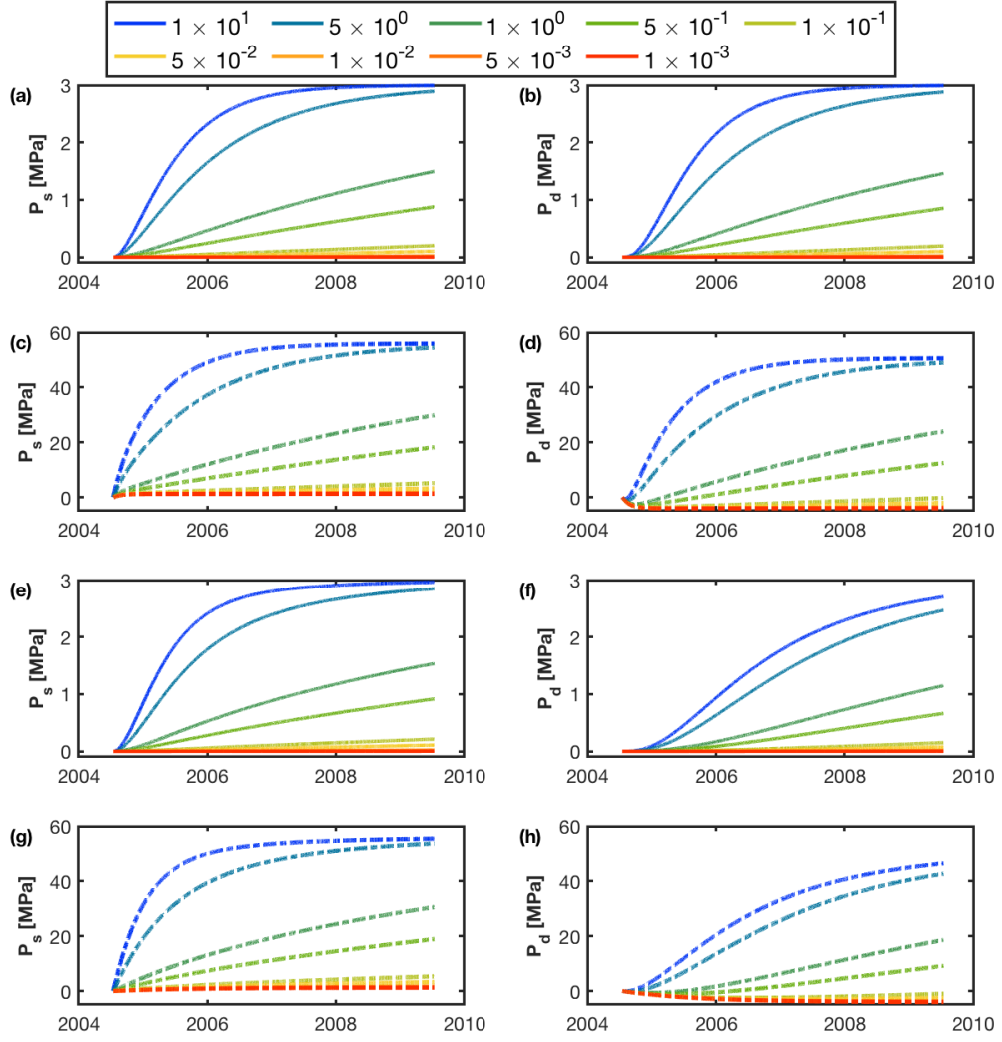 1 × 10^1 5 × 10^0 1 × 10^0 5 × 10^-1 1 × 10^-1
5 × 10^-2 1 × 10^-2 5 × 10^-3 1 × 10^-3
(a)
P_s [MPa]
3
2
1
0
2004 2006 2008 2010
(b)
P_d [MPa]
3
2
1
0
2004 2006 2008 2010
(c)
P_s [MPa]
60
40
20
0
2004 2006 2008 2010
(d)
P_d [MPa]
60
40
20
0
2004 2006 2008 2010
(e)
P_s [MPa]
3
2
1
0
2004 2006 2008 2010
(f)
P_d [MPa]
3
2
1
0
2004 2006 2008 2010
(g)
P_s [MPa]
60
40
20
0
2004 2006 2008 2010
(h)
P_d [MPa]
60
40
20
0
2004 2006 2008 2010